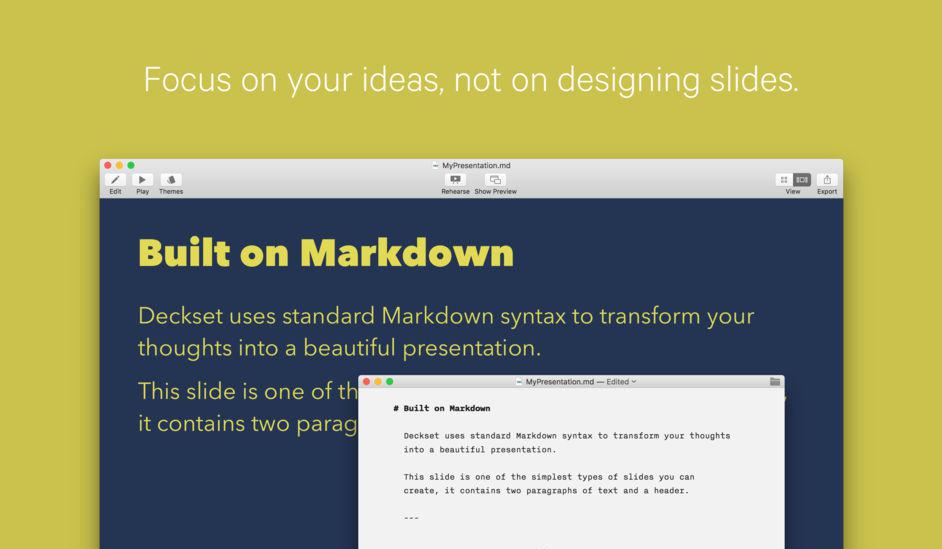 Focus on your ideas, not on designing slides.
MyPresentation.md
Edit Play Themes Rehearse Show Preview View Export
Built on Markdown
Deckset uses standard Markdown syntax to transform your
thoughts into a beautiful presentation.
This slide is one of th
it contains two parag
MyPresentation.md — Edited
# Built on Markdown
Deckset uses standard Markdown syntax to transform your thoughts
into a beautiful presentation.
This slide is one of the simplest types of slides you can
create, it contains two paragraphs of text and a header.
---